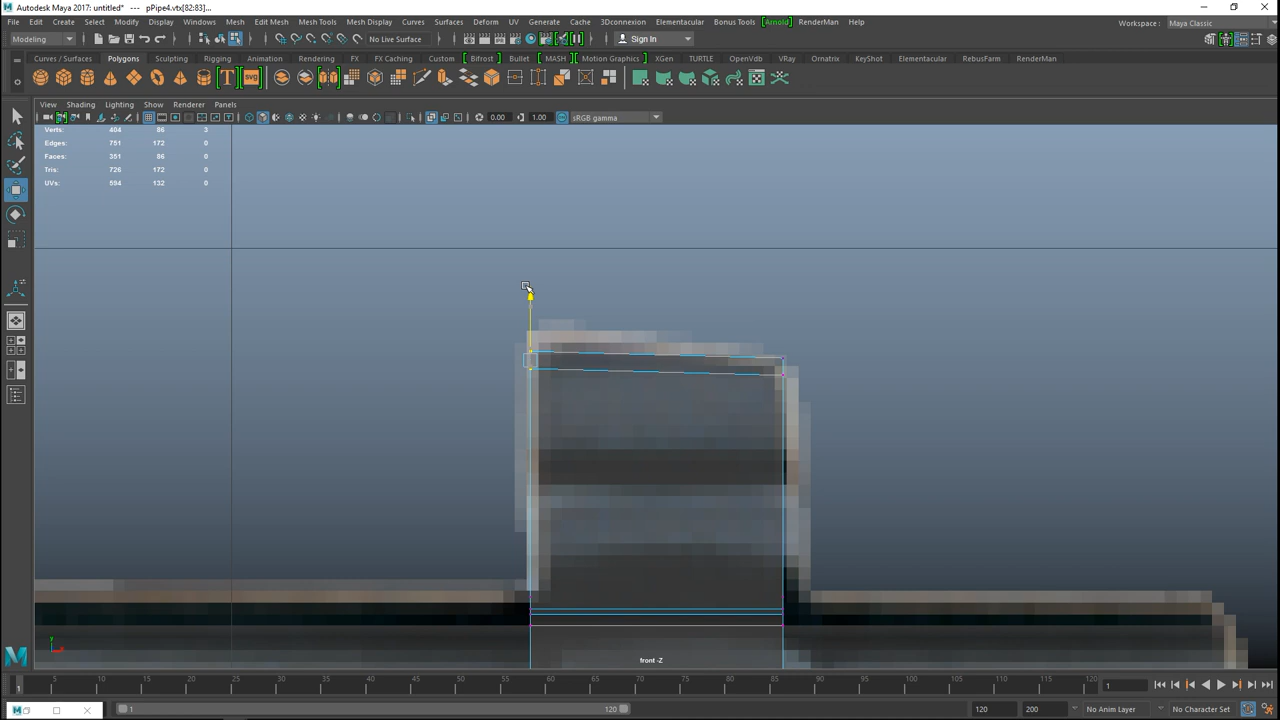 Autodesk Maya 2017: untitled*  ---  pPipe4.vtx[82:83]...
File Edit Create Select Modify Display Windows Mesh Edit Mesh Mesh Tools Mesh Display Curves Surfaces Deform UV Generate Cache 3Dconnexion Elementacular Bonus Tools [Arnold] RenderMan Help
Workspace : Maya Classic
Modeling No Live Surface Sign In
Curves / Surfaces Polygons Sculpting Rigging Animation Rendering FX FX Caching Custom Bifrost Bullet MASH Motion Graphics XGen TURTLE OpenVdb VRay Ornatrix KeyShot Elementacular RebusFarm RenderMan
T svg
View Shading Lighting Show Renderer Panels
0.00 1.00 sRGB gamma
Verts: 404 86 3
Edges: 751 172 0
Faces: 351 86 0
Tris: 726 172 0
UVs: 594 132 0
y
front -Z
5 10 15 20 25 30 35 40 45 50 55 60 65 70 75 80 85 90 95 100 105 110 115 120
1 1
1 120 120 200 No Anim Layer No Character Set